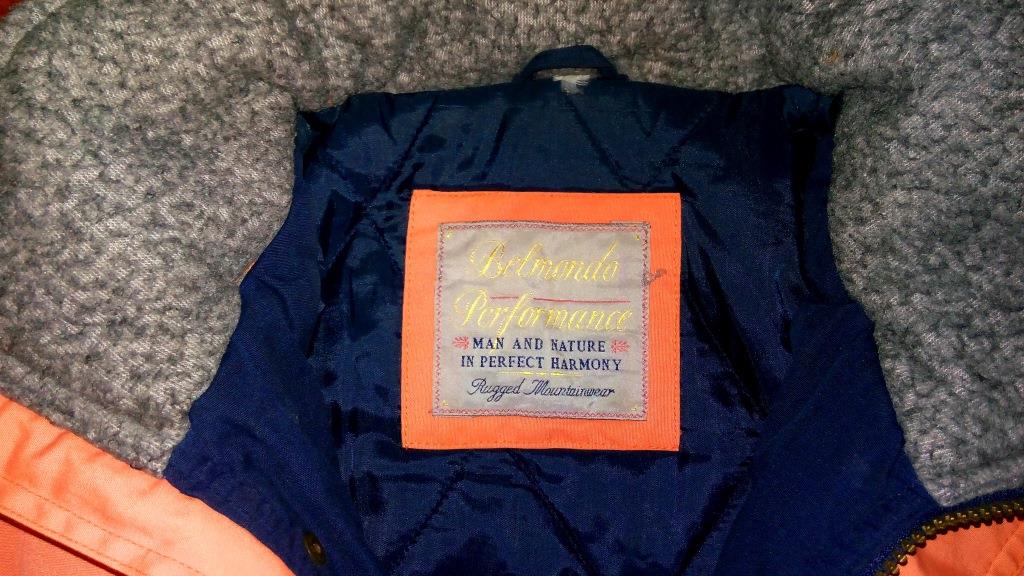 Belmondo
Performance
MAN AND NATURE
IN PERFECT HARMONY
Rugged Mountainwear